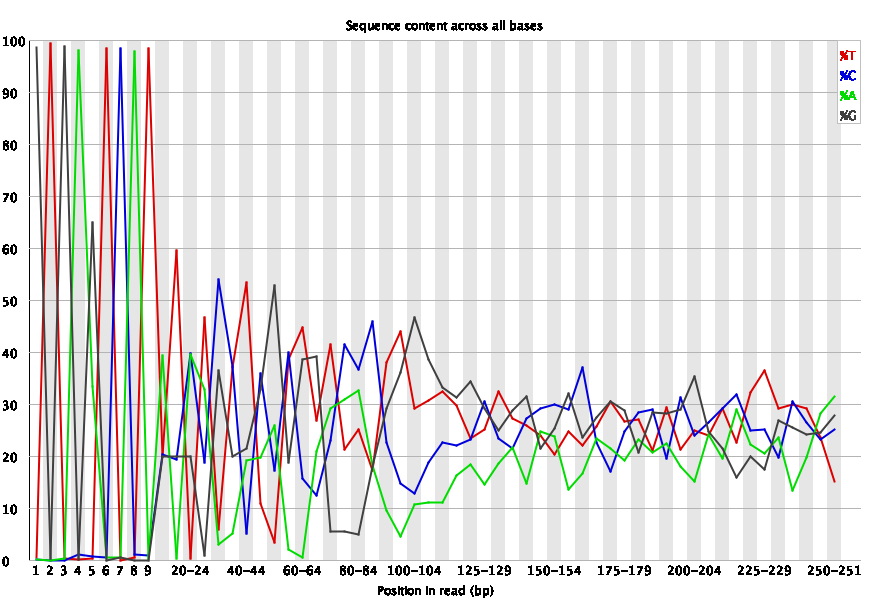 Sequence content across all bases
100
90
80
70
60
50
40
30
20
10
0
%T
%C
%A
%G
1 2 3 4 5 6 7 8 9 20-24 40-44 60-64 80-84 100-104 125-129 150-154 175-179 200-204 225-229 250-251
Position in read (bp)